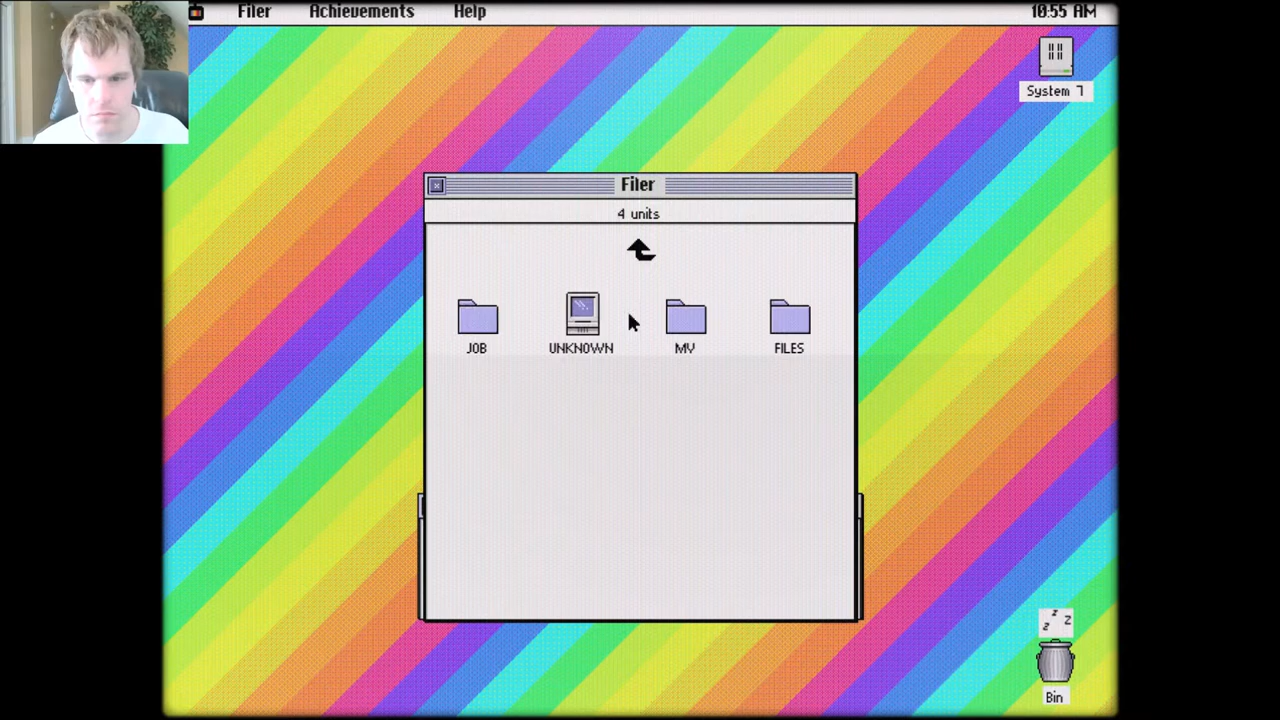 Filer Achievements Help 10:55 AM
System 7
Filer
4 units
JOB UNKNOWN MY FILES
z z z
Bin